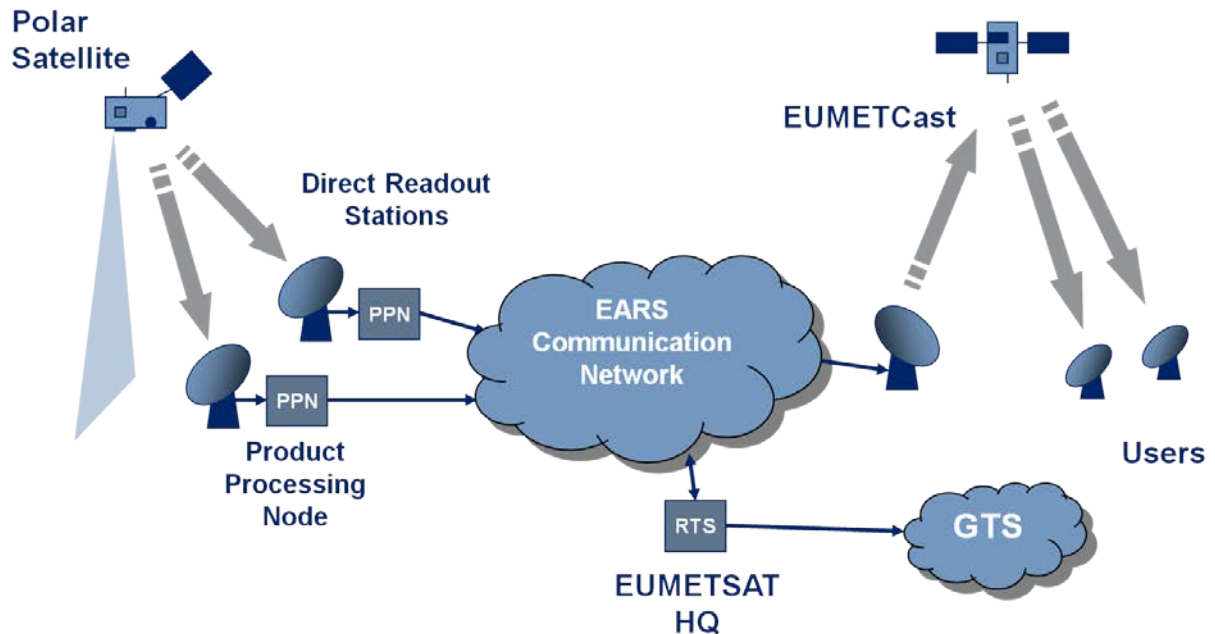 Polar
Satellite
EUMETCast
Direct Readout
Stations
PPN
EARS
Communication
Network
PPN
Product
Processing
Node
Users
RTS
GTS
EUMETSAT
HQ